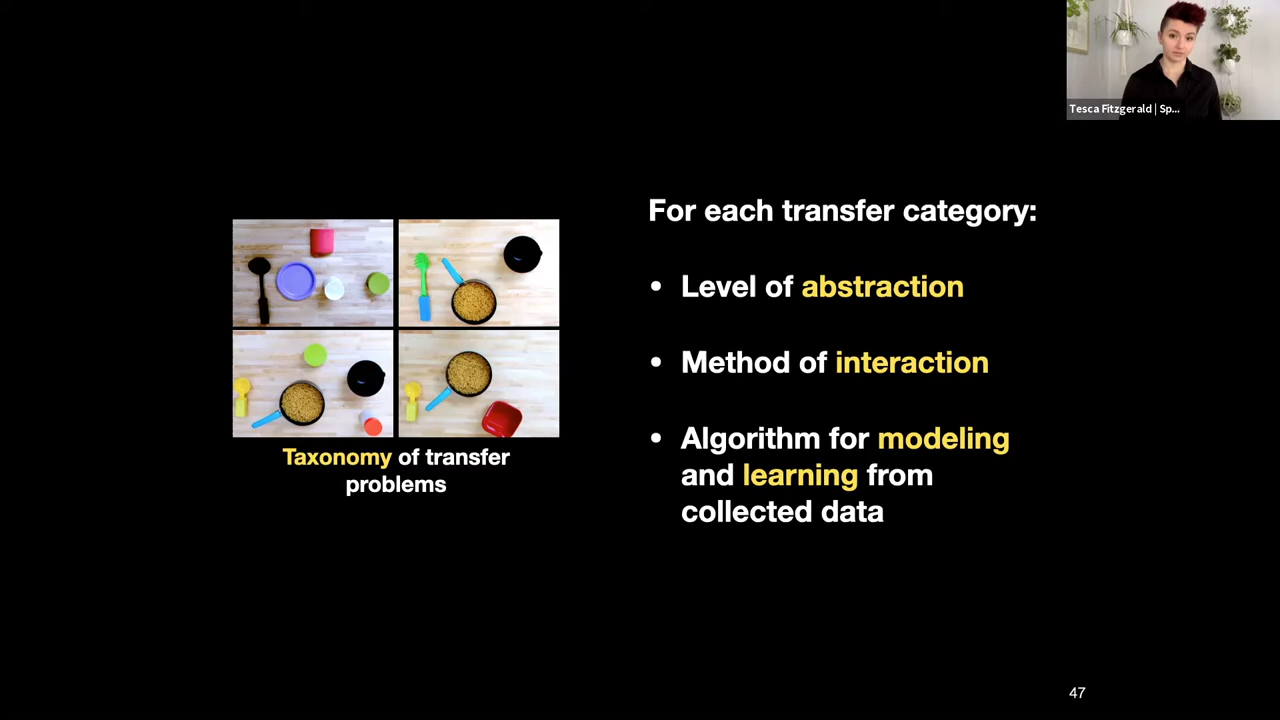 Tesca Fitzgerald | Sp...
For each transfer category:
• Level of abstraction
• Method of interaction
• Algorithm for modeling
and learning from
collected data
Taxonomy of transfer
problems
47